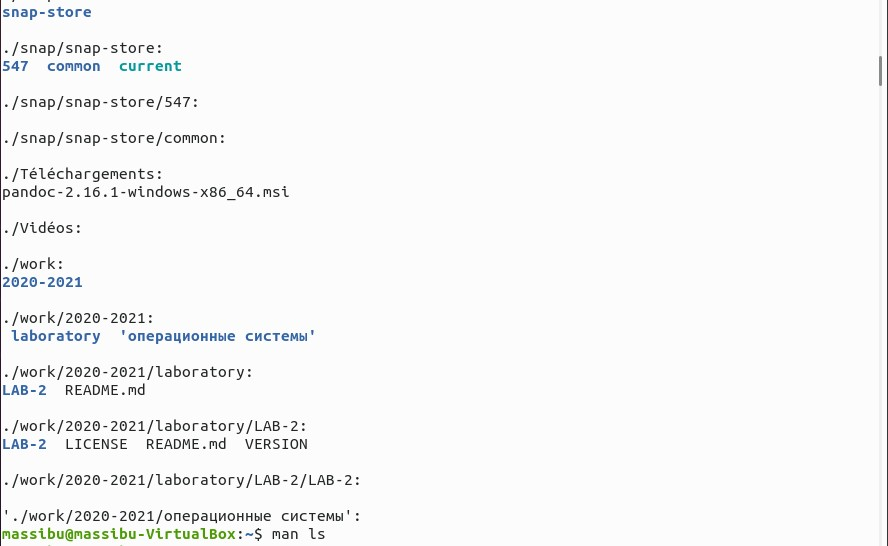 snap-store
./snap/snap-store:
547  common  current
./snap/snap-store/547:
./snap/snap-store/common:
./Téléchargements:
pandoc-2.16.1-windows-x86_64.msi
./Vidéos:
./work:
2020-2021
./work/2020-2021:
 laboratory  'операционные системы'
./work/2020-2021/laboratory:
LAB-2  README.md
./work/2020-2021/laboratory/LAB-2:
LAB-2  LICENSE  README.md  VERSION
./work/2020-2021/laboratory/LAB-2/LAB-2:
'./work/2020-2021/операционные системы':
massibu@massibu-VirtualBox:~$ man ls